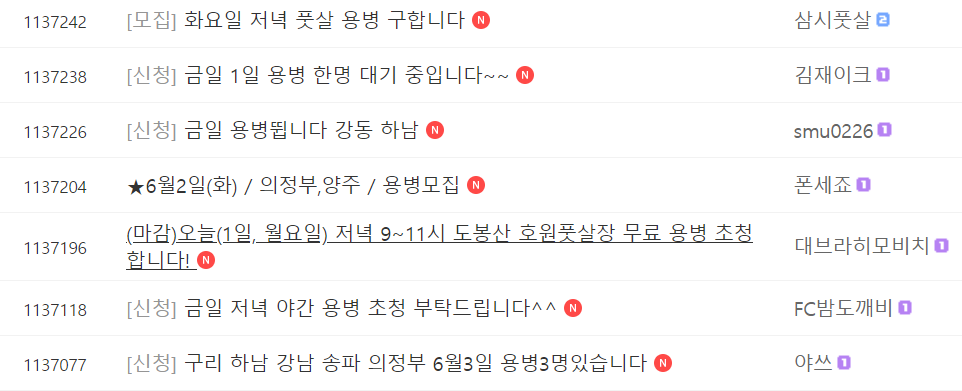 1137242 [모집] 화요일 저녁 풋살 용병 구합니다 N 삼시풋살 2
1137238 [신청] 금일 1일 용병 한명 대기 중입니다~~ N 김재이크 1
1137226 [신청] 금일 용병뜁니다 강동 하남 N smu0226 1
1137204 ★6월2일(화) / 의정부,양주 / 용병모집 N 폰세죠 1
1137196 (마감)오늘(1일, 월요일) 저녁 9~11시 도봉산 호원풋살장 무료 용병 초청
합니다! N 대브라히모비치 1
1137118 [신청] 금일 저녁 야간 용병 초청 부탁드립니다^^ N FC밤도깨비 1
1137077 [신청] 구리 하남 강남 송파 의정부 6월3일 용병3명있습니다 N 야쓰 1